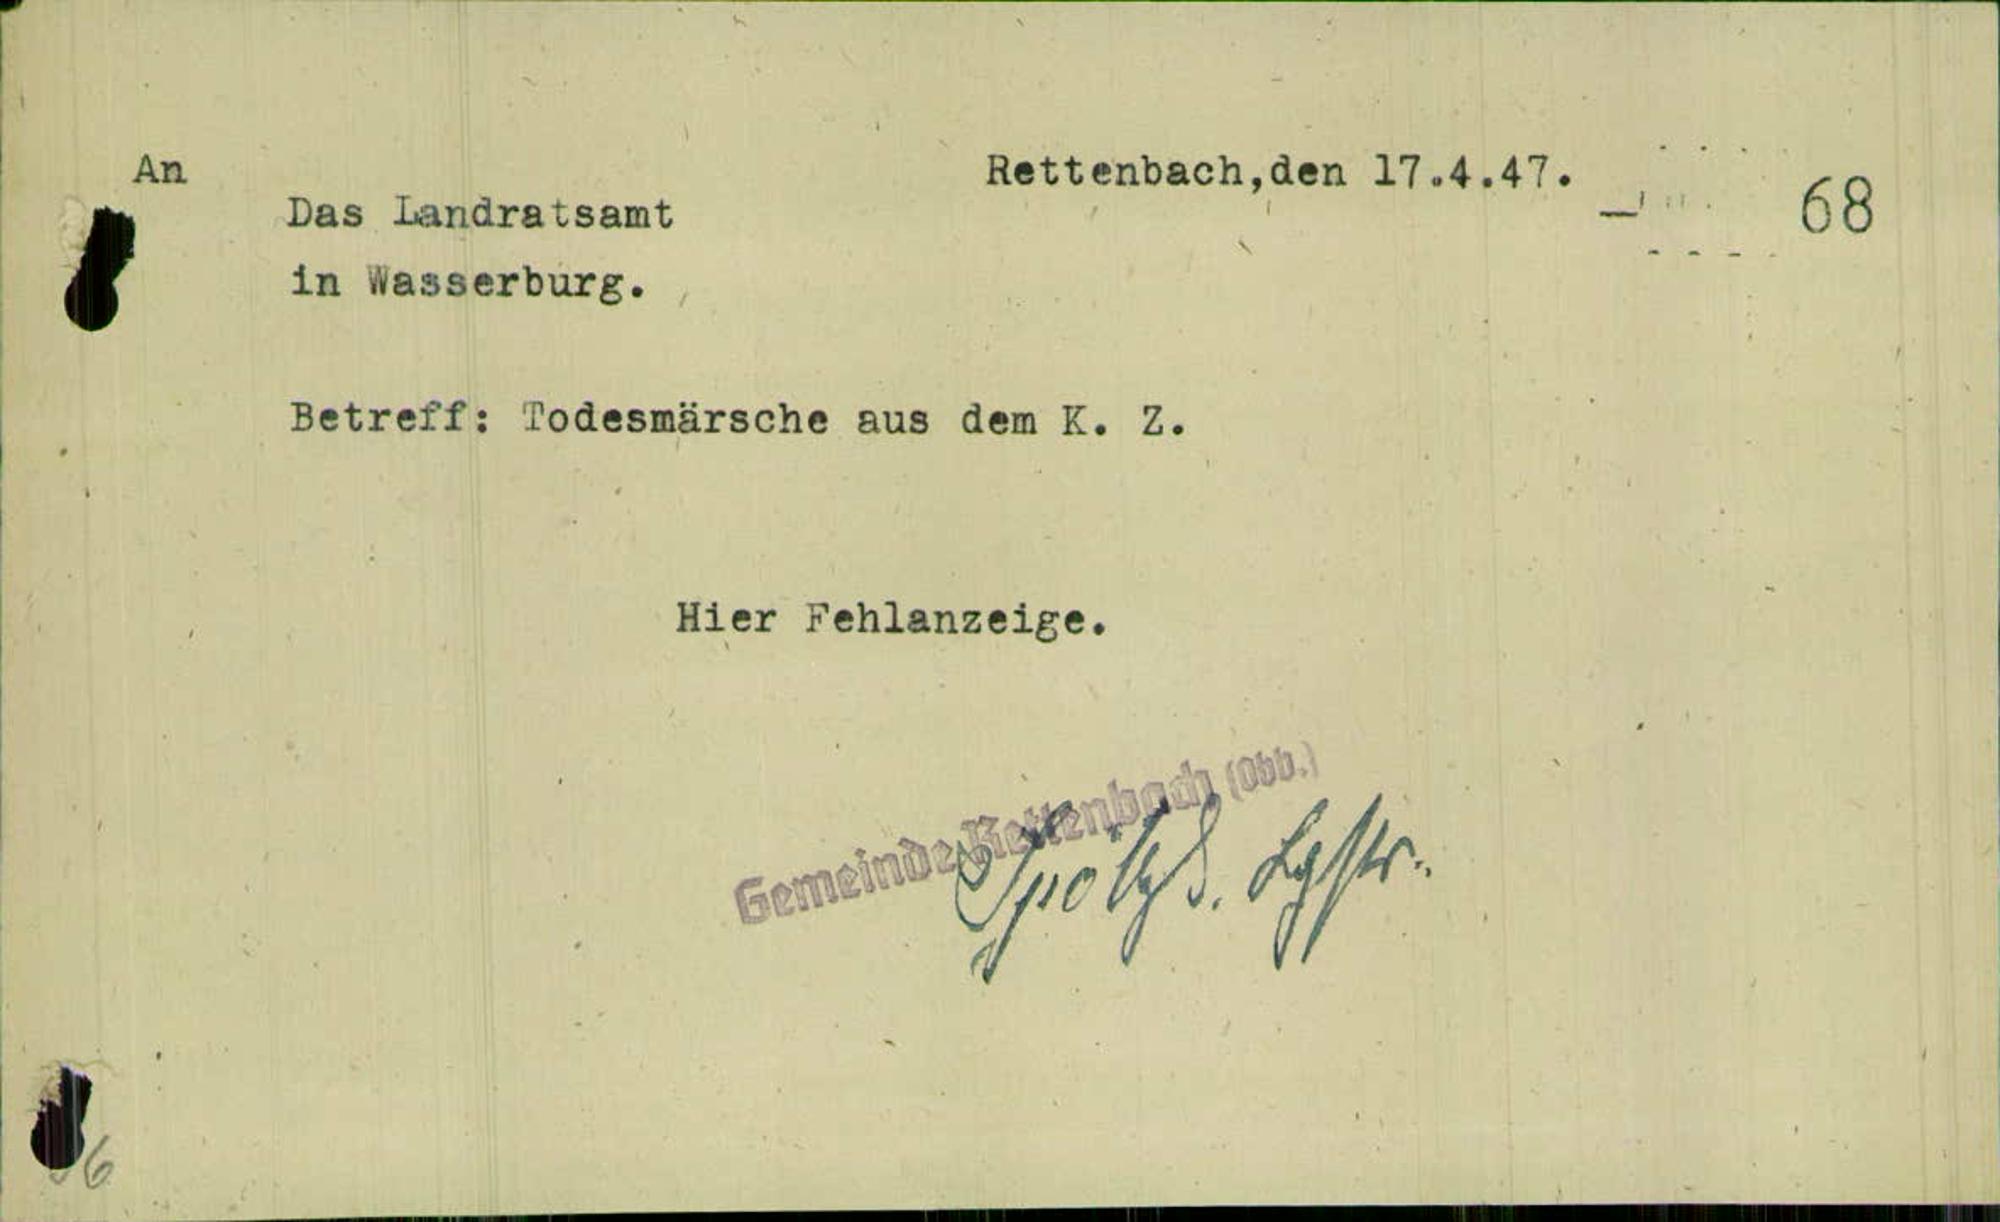 An
Rettenbach,den 17.4.47.
68
Das Landratsamt
in Wasserburg.
Betreff: Todesmärsche aus dem K. Z.
Hier Fehlanzeige.
Gemeinde Rettenbach (Obb.)
6